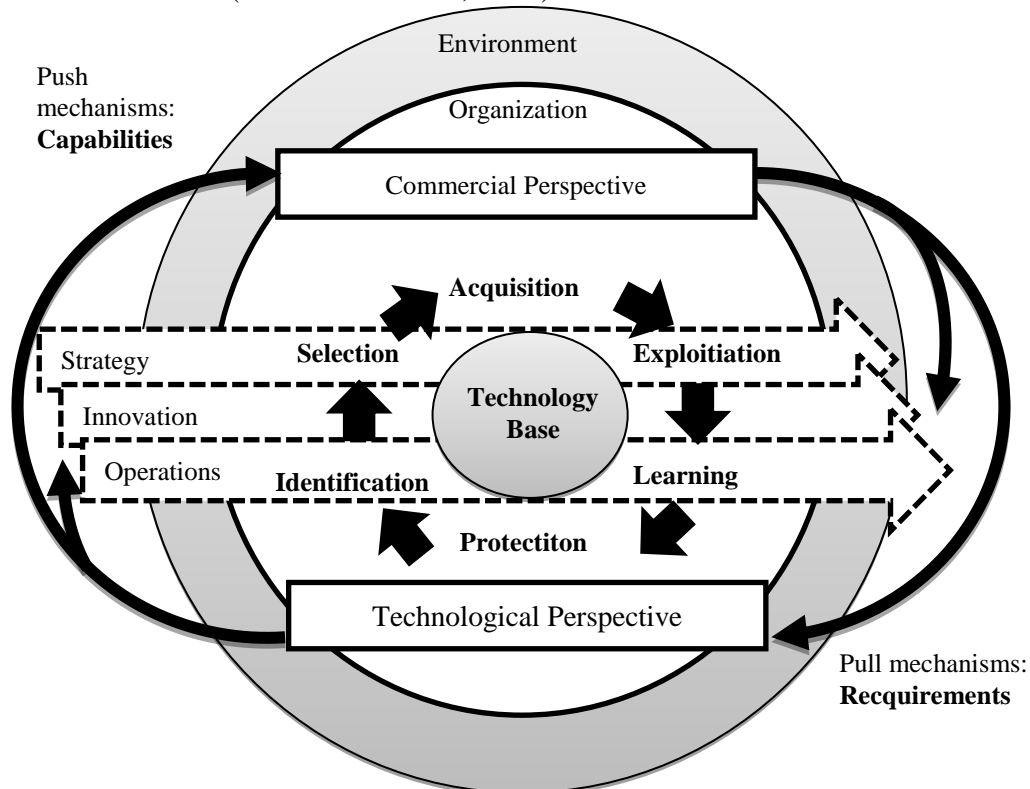 Environment
Push
mechanisms:
Capabilities
Organization
Commercial Perspective
Acquisition
Strategy
Selection
Exploitiation
Technology
Base
Innovation
Operations
Identification
Learning
Protectiton
Technological Perspective
Pull mechanisms:
Recquirements